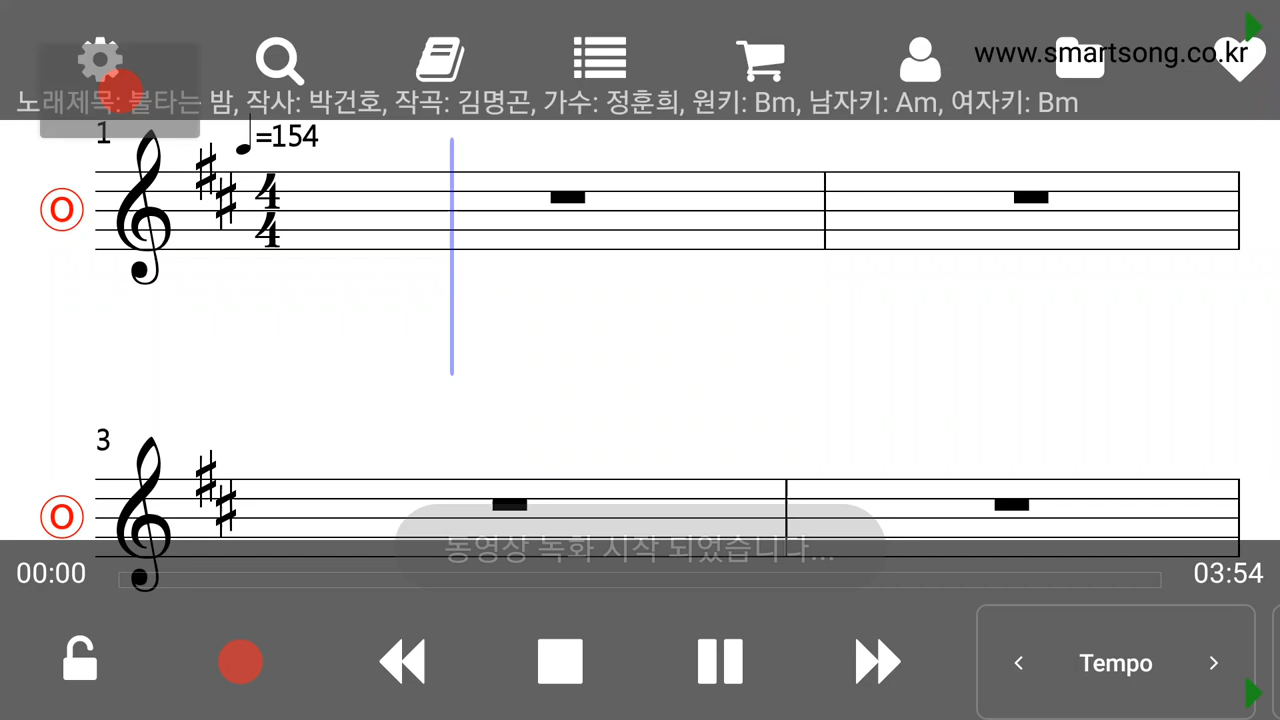 www.smartsong.co.kr
노래제목: 불타는 밤, 작사: 박건호, 작곡: 김명곤, 가수: 정훈희, 원키: Bm, 남자키: Am, 여자키: Bm
1
♩=154
O
4
4
3
O
동영상 녹화 시작 되었습니다...
00:00
03:54
< Tempo >